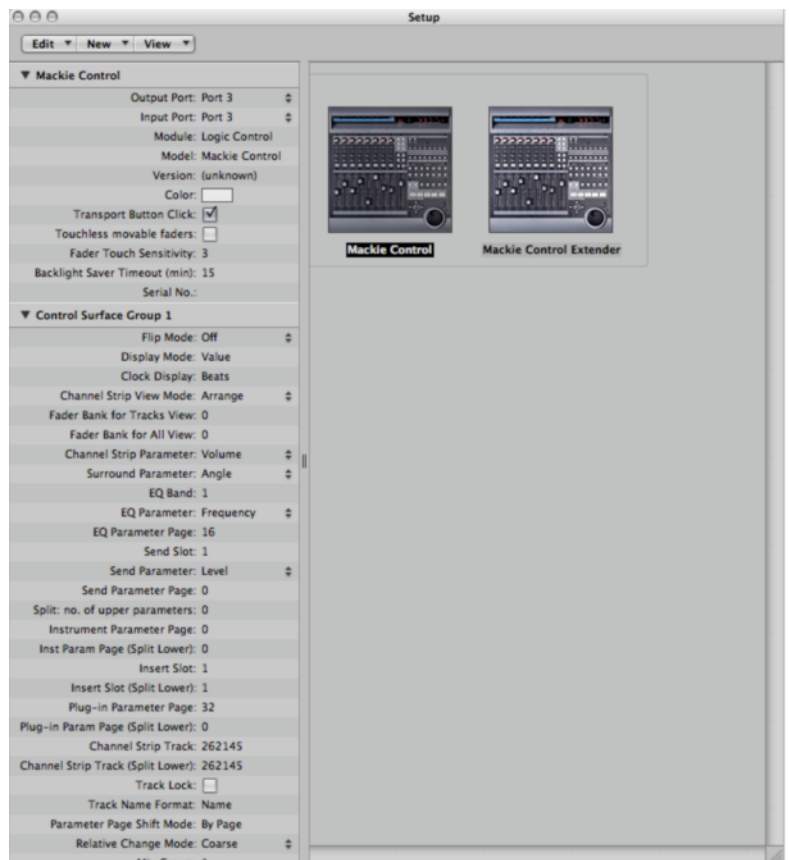 Setup
Edit New View
Mackie Control
Output Port: Port 3
Input Port: Port 3
Module: Logic Control
Model: Mackie Control
Version: (unknown)
Color:
Transport Button Click:
Touchless movable faders:
Fader Touch Sensitivity: 3
Backlight Saver Timeout (min): 15
Serial No.:
Control Surface Group 1
Flip Mode: Off
Display Mode: Value
Clock Display: Beats
Channel Strip View Mode: Arrange
Fader Bank for Tracks View: 0
Fader Bank for All View: 0
Channel Strip Parameter: Volume
Surround Parameter: Angle
EQ Band: 1
EQ Parameter: Frequency
EQ Parameter Page: 16
Send Slot: 1
Send Parameter: Level
Send Parameter Page: 0
Split: no. of upper parameters: 0
Instrument Parameter Page: 0
Inst Param Page (Split Lower): 0
Insert Slot: 1
Insert Slot (Split Lower): 1
Plug-in Parameter Page: 32
Plug-in Param Page (Split Lower): 0
Channel Strip Track: 262145
Channel Strip Track (Split Lower): 262145
Track Lock:
Track Name Format: Name
Parameter Page Shift Mode: By Page
Relative Change Mode: Coarse
Mackie Control
Mackie Control Extender